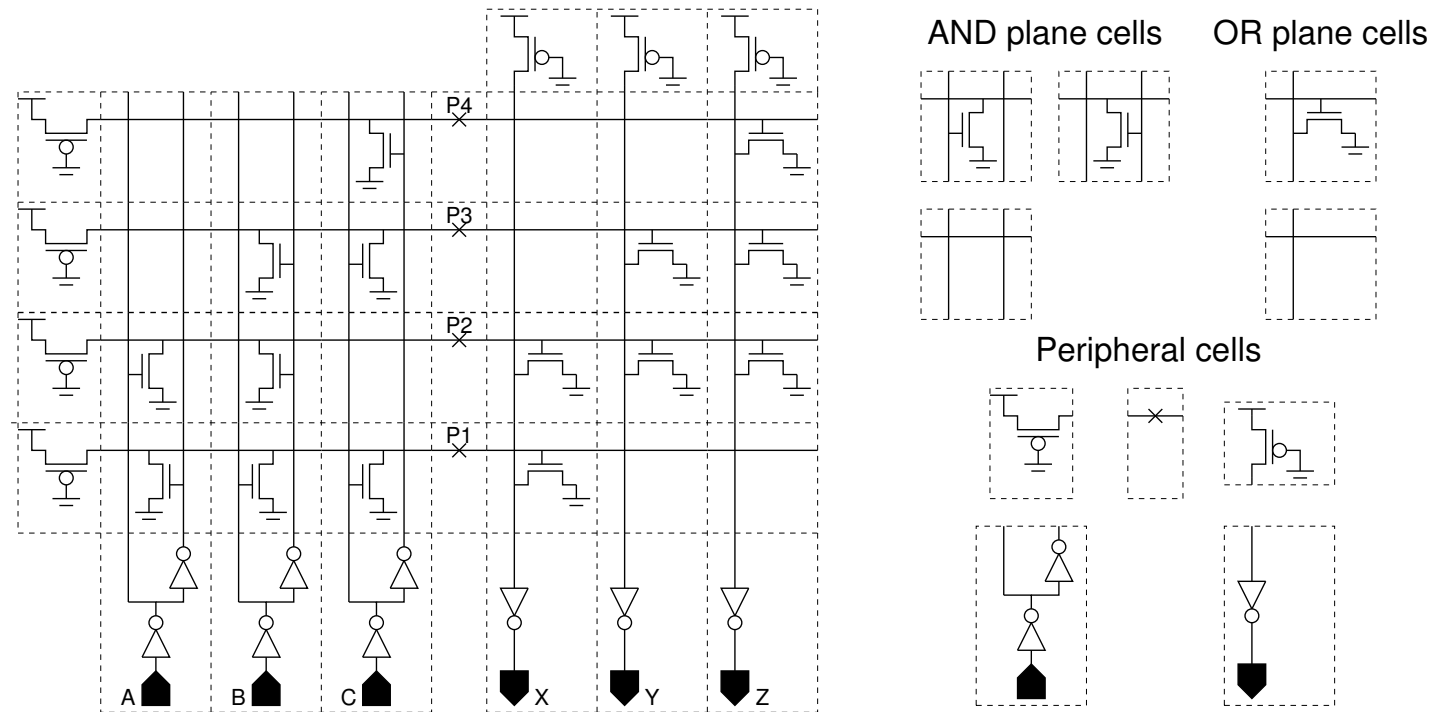 AND plane cells
OR plane cells
P4
P3
P2
Peripheral cells
P1
A
B
C
X
Y
Z